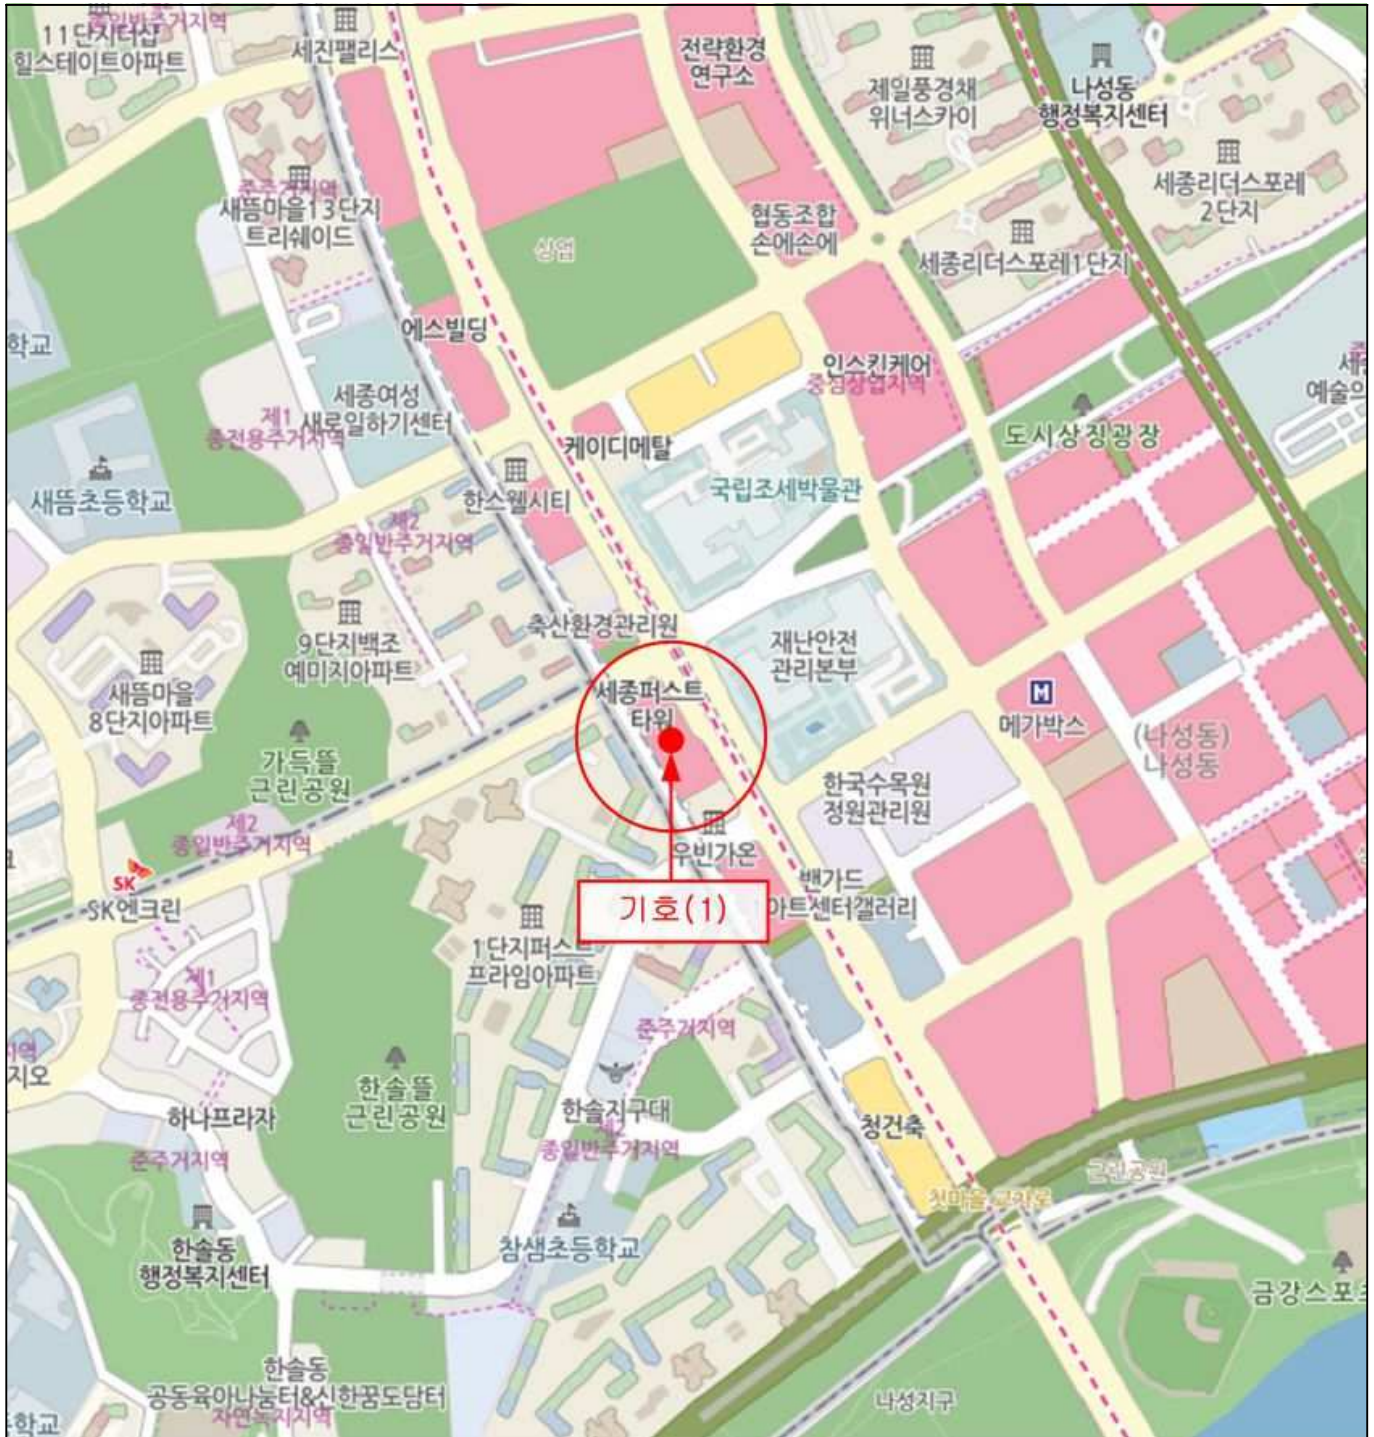 종일반주거지역
11단지더샵
힐스테이트아파트
세진팰리스
전략환경
연구소
제일풍경채
위너스카이
나성동
행정복지센터
세종리더스포레
2단지
준주거지역
새뜸마을13단지
트리쉐이드
상업
협동조합
손에손에
세종리더스포레1단지
학교
에스빌딩
세종여성
새로일하기센터
제1
종전용주거지역
인스킨케어
중심상업지역
예술의
도시상징광장
케이디메탈
새뜸초등학교
한스웰시티
국립조세박물관
제2
종일반주거지역
축산환경관리원
9단지백조
예미지아파트
재난안전
관리본부
새뜸마을
8단지아파트
세종퍼스트
타워
M
메가박스
(나성동)
나성동
가득뜰
근린공원
한국수목원
정원관리원
제2
종일반주거지역
우빈가온
SK
SK엔크린
기호(1)
밴가드
아트센터갤러리
1단지퍼스트
프라임아파트
제1
종전용주거지역
준주거지역
지역
지오
한솔뜰
근린공원
하나프라자
한솔지구대
제2
종일반주거지역
청건축
준주거지역
근린공원
첫마을 교차로
한솔동
행정복지센터
참샘초등학교
금강스포츠
한솔동
공동육아나눔터&신한꿈도담터
자연녹지지역
나성지구
학교